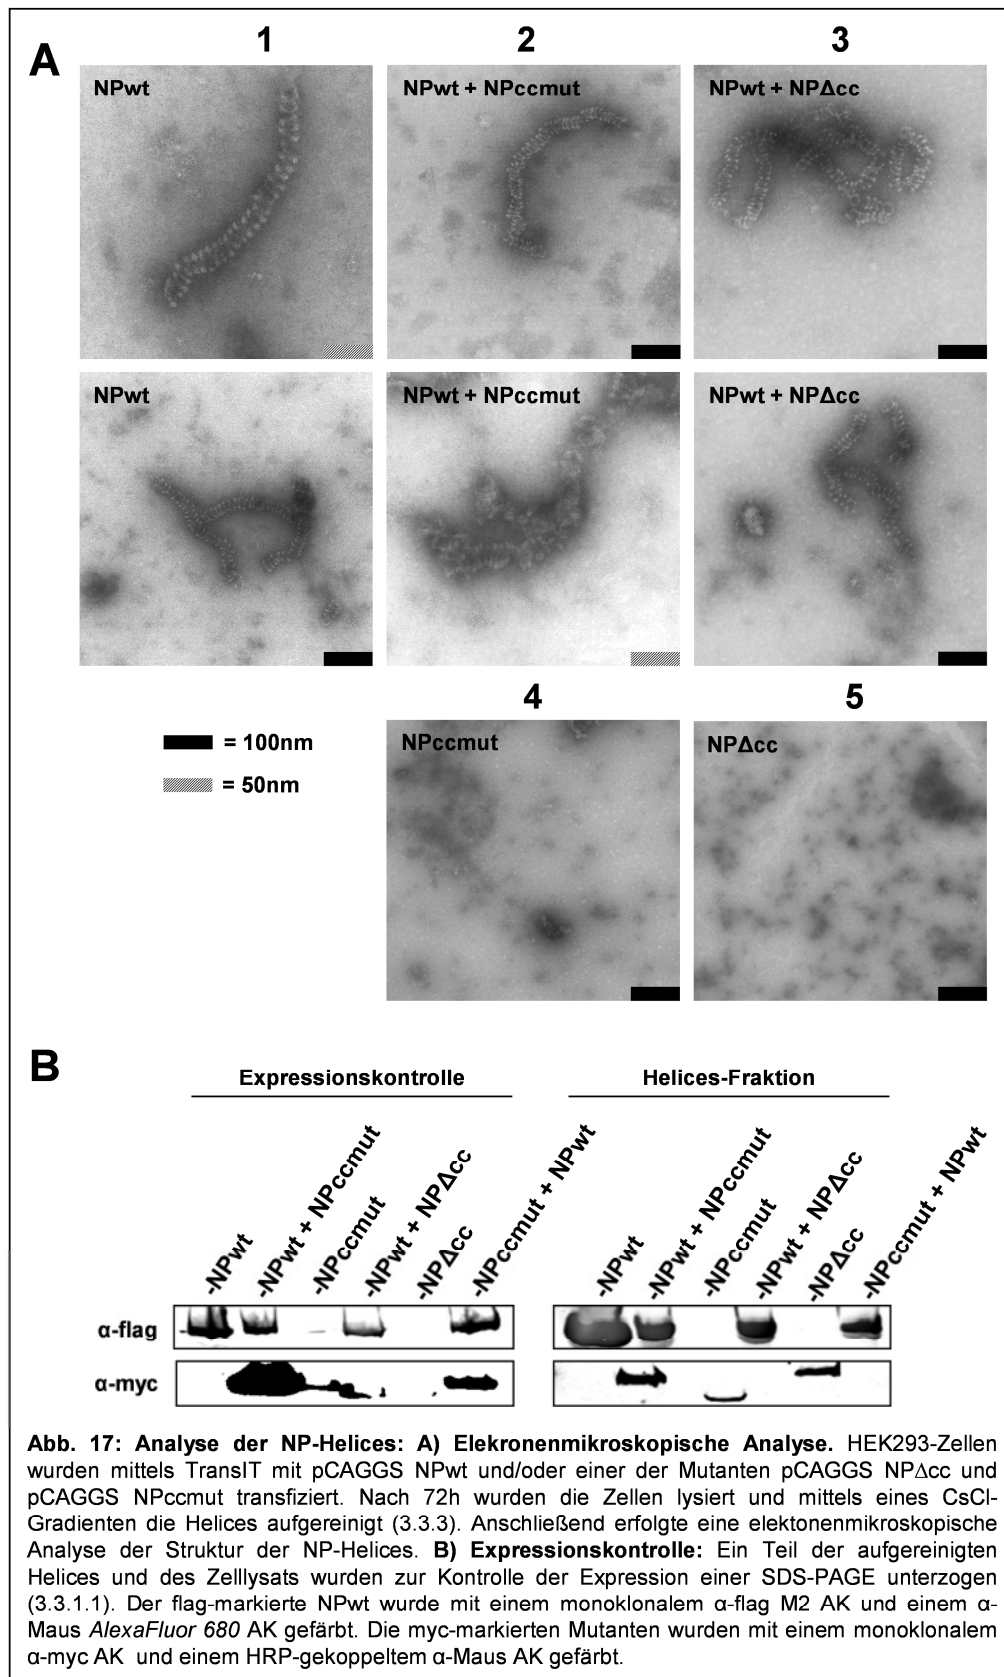 A
1 2 3
NPwt NPwt + NPccmut NPwt + NPΔcc
NPwt NPwt + NPccmut NPwt + NPΔcc
4 5
NPccmut NPΔcc
= 100nm
= 50nm
B
Expressionskontrolle Helices-Fraktion
-NPwt -NPwt + NPccmut -NPccmut -NPwt + NPΔcc -NPΔcc -NPccmut + NPwt -NPwt -NPwt + NPccmut -NPccmut -NPwt + NPΔcc -NPΔcc -NPccmut + NPwt
α-flag
α-myc
Abb. 17: Analyse der NP-Helices: A) Elekronenmikroskopische Analyse. HEK293-Zellen
wurden mittels TransIT mit pCAGGS NPwt und/oder einer der Mutanten pCAGGS NPΔcc und
pCAGGS NPccmut transfiziert. Nach 72h wurden die Zellen lysiert und mittels eines CsCl-
Gradienten die Helices aufgereinigt (3.3.3). Anschließend erfolgte eine elektonenmikroskopische
Analyse der Struktur der NP-Helices. B) Expressionskontrolle: Ein Teil der aufgereinigten
Helices und des Zelllysats wurden zur Kontrolle der Expression einer SDS-PAGE unterzogen
(3.3.1.1). Der flag-markierte NPwt wurde mit einem monoklonalem α-flag M2 AK und einem α-
Maus AlexaFluor 680 AK gefärbt. Die myc-markierten Mutanten wurden mit einem monoklonalem
α-myc AK und einem HRP-gekoppeltem α-Maus AK gefärbt.